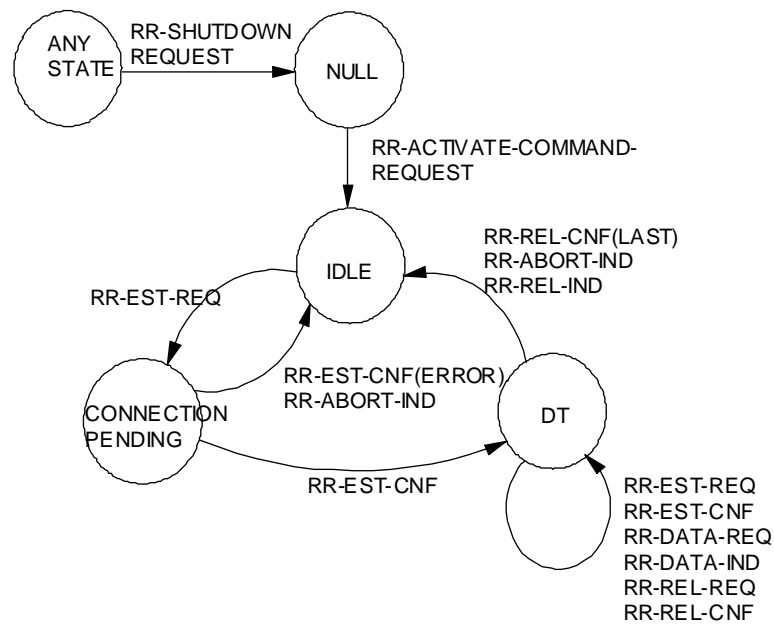 ANY
STATE
RR-SHUTDOWN
REQUEST
NULL
RR-ACTIVATE-COMMAND-
REQUEST
IDLE
RR-REL-CNF(LAST)
RR-ABORT-IND
RR-REL-IND
RR-EST-REQ
RR-EST-CNF(ERROR)
RR-ABORT-IND
CONNECTION
PENDING
DT
RR-EST-CNF
RR-EST-REQ
RR-EST-CNF
RR-DATA-REQ
RR-DATA-IND
RR-REL-REQ
RR-REL-CNF